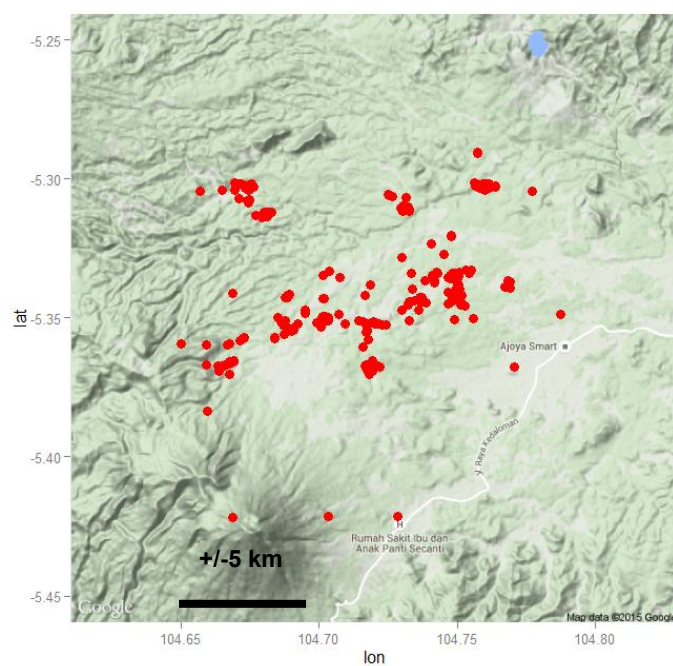 -5.25
-5.30
-5.35
-5.40
-5.45
lat
Ajoya Smart
Jl. Raya Kedaloman
H
Rumah Sakit Ibu dan
Anak Panti Secanti
+/-5 km
Google
Map data ©2015 Google
104.65
104.70
104.75
104.80
lon